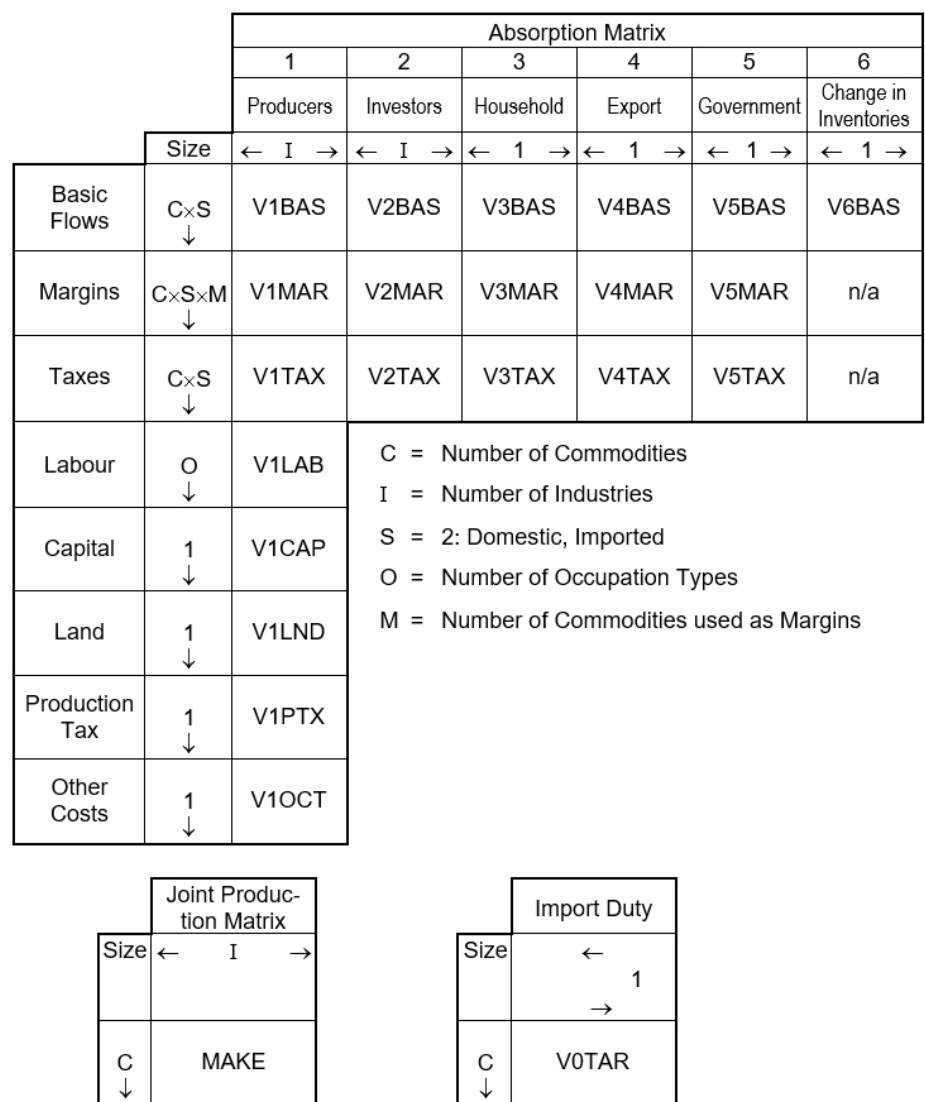 Absorption Matrix
1 2 3 4 5 6
Producers Investors Household Export Government Change in
Inventories
Size ← I → ← I → ← 1 → ← 1 → ← 1 → ← 1 →
Basic
Flows C×S ↓ V1BAS V2BAS V3BAS V4BAS V5BAS V6BAS
Margins C×S×M ↓ V1MAR V2MAR V3MAR V4MAR V5MAR n/a
Taxes C×S ↓ V1TAX V2TAX V3TAX V4TAX V5TAX n/a
Labour O ↓ V1LAB
C = Number of Commodities
I = Number of Industries
Capital 1 ↓ V1CAP
S = 2: Domestic, Imported
O = Number of Occupation Types
Land 1 ↓ V1LND
M = Number of Commodities used as Margins
Production
Tax 1 ↓ V1PTX
Other
Costs 1 ↓ V1OCT
Joint Produc-
tion Matrix
Size ← I →
C ↓ MAKE
Import Duty
Size ← 1 →
C ↓ V0TAR